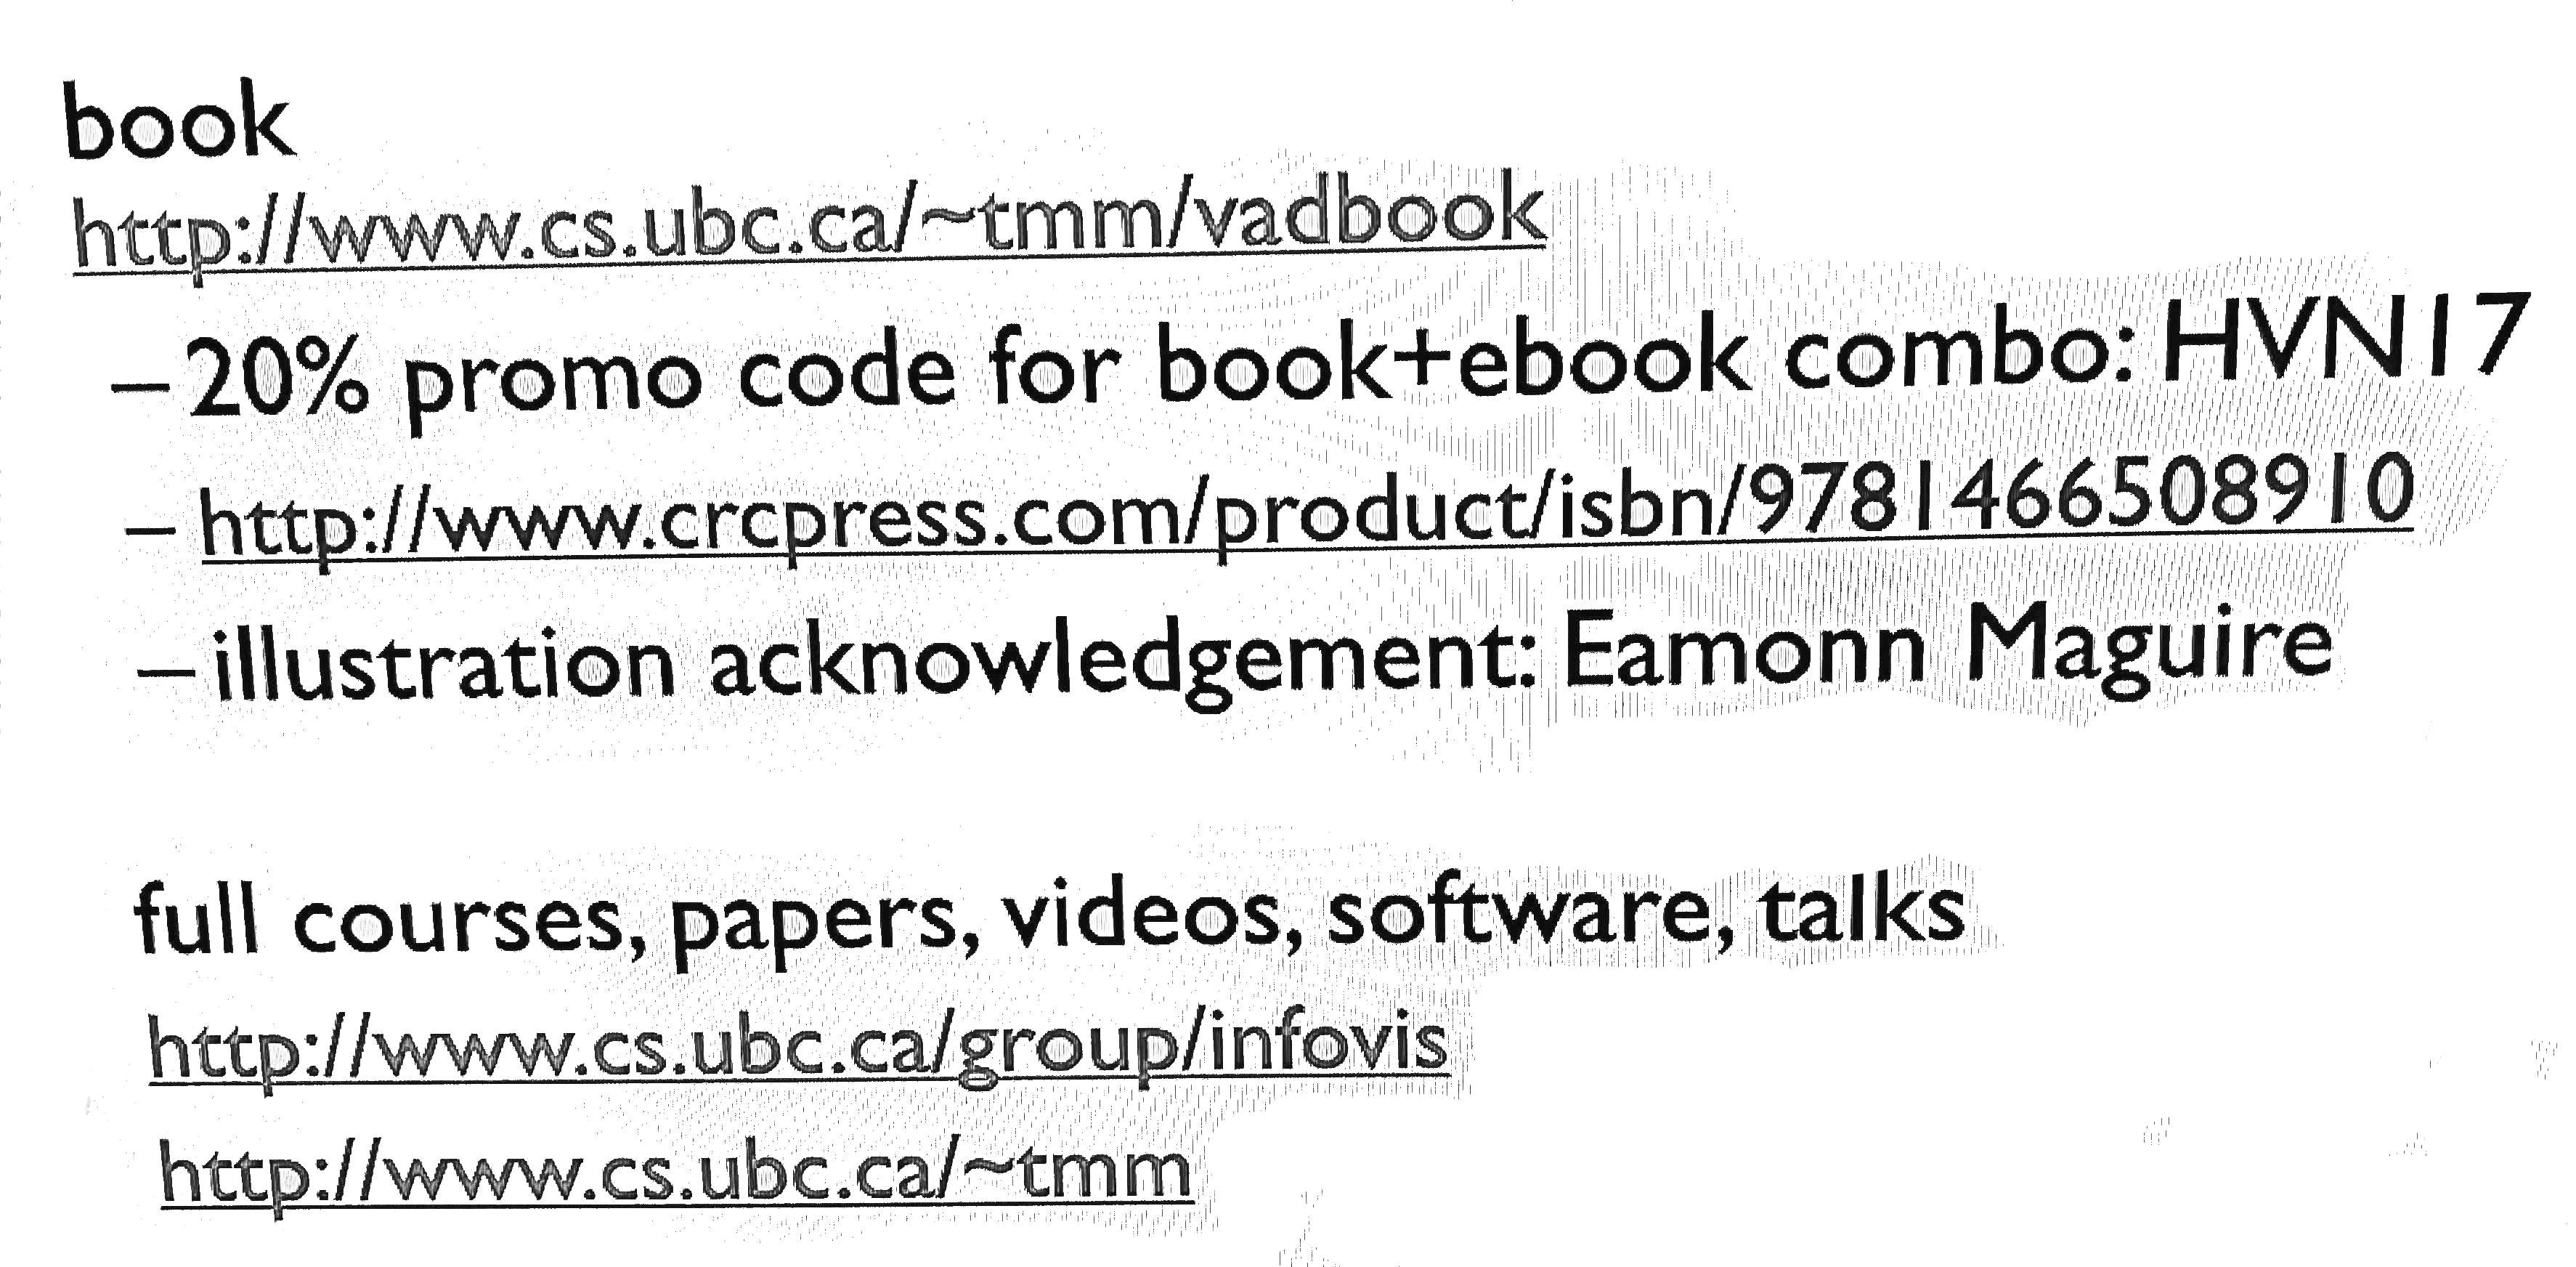 book
http://www.cs.ubc.ca/~tmm/vadbook
– 20% promo code for book+ebook combo: HVN17
– http://www.crcpress.com/product/isbn/9781466508910
– illustration acknowledgement: Eamonn Maguire
full courses, papers, videos, software, talks
http://www.cs.ubc.ca/group/infovis
http://www.cs.ubc.ca/~tmm